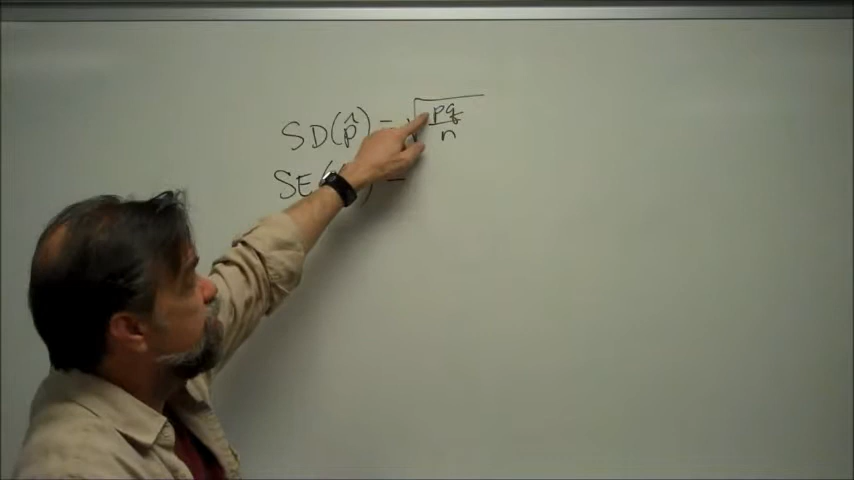 SD(p̂) = √(pq/n)
SE( ) =